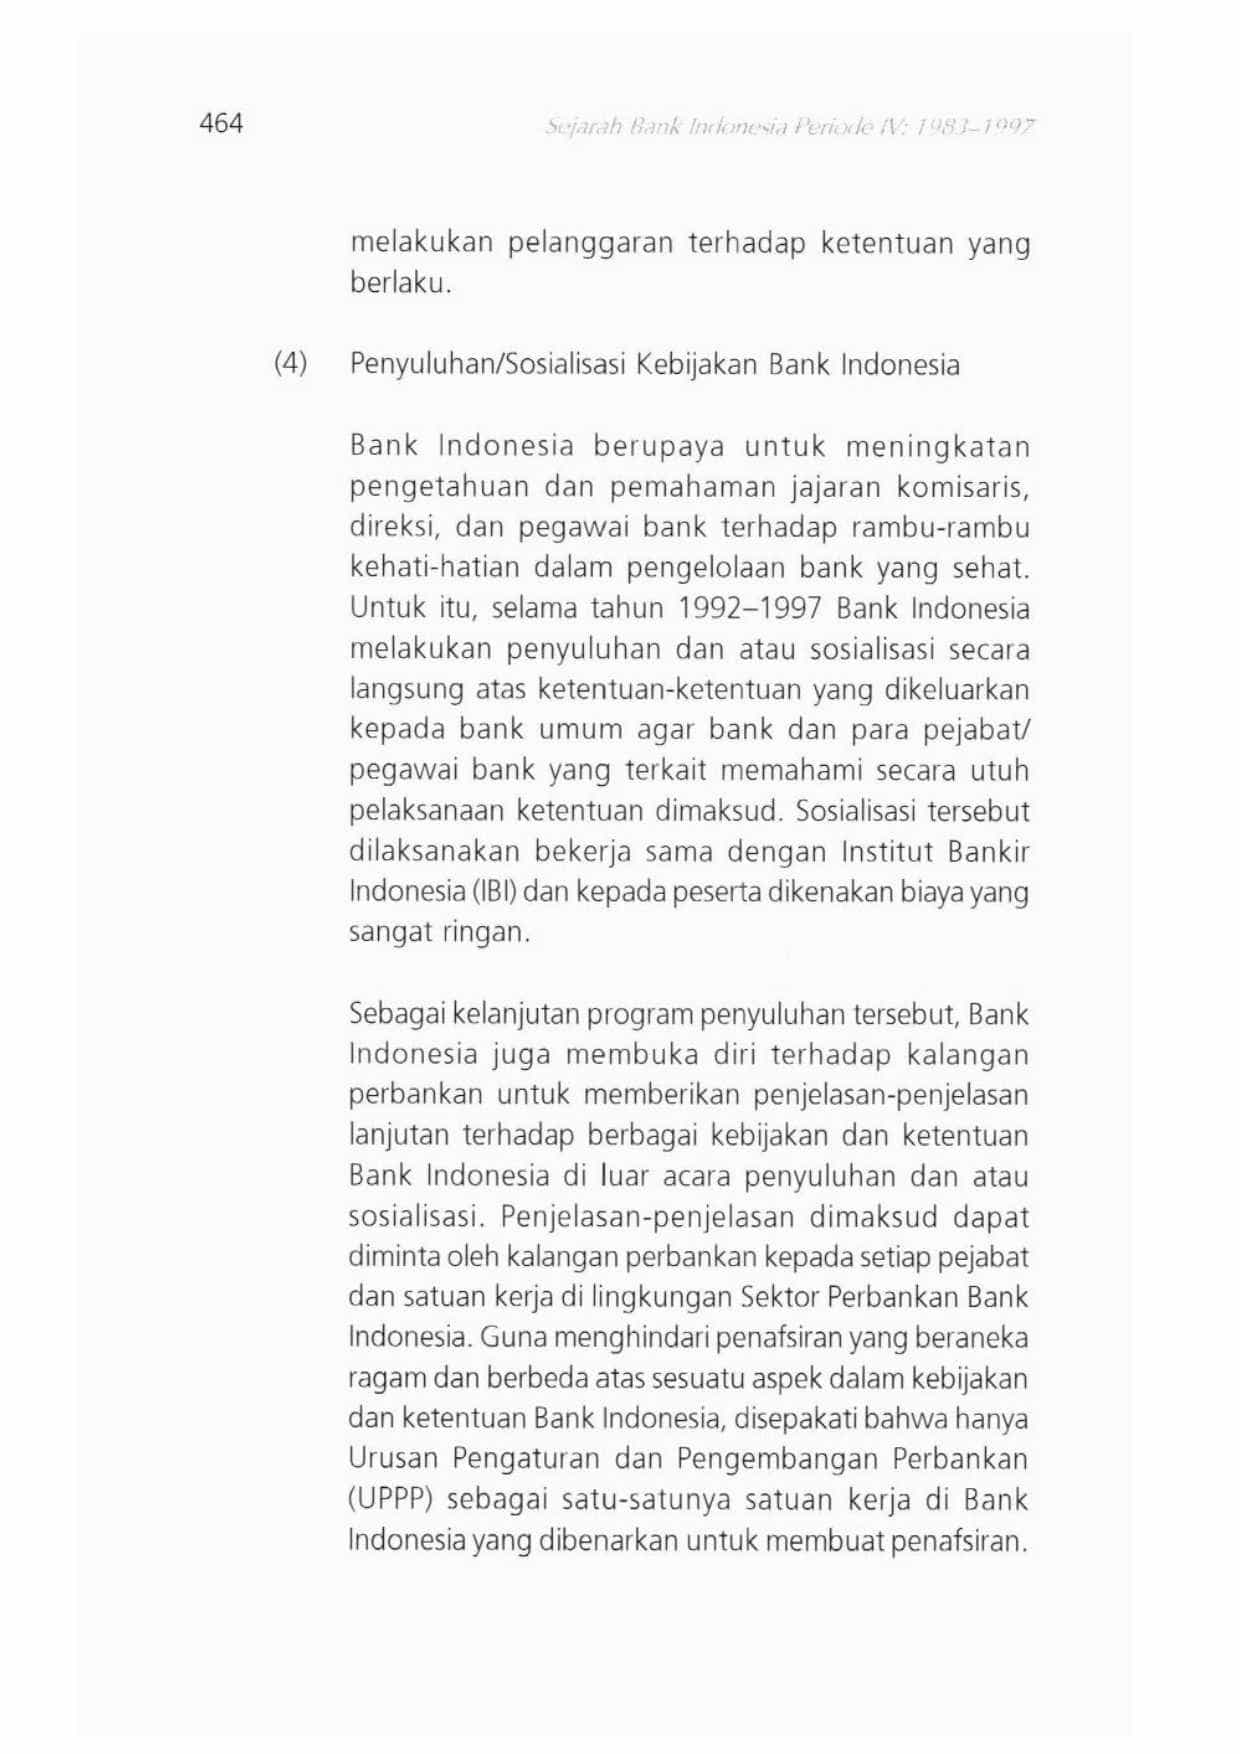 464
Sejarah Bank Indonesia Periode IV: 1983–1997
melakukan pelanggaran terhadap ketentuan yang
berlaku.
(4) Penyuluhan/Sosialisasi Kebijakan Bank Indonesia
Bank Indonesia berupaya untuk meningkatan
pengetahuan dan pemahaman jajaran komisaris,
direksi, dan pegawai bank terhadap rambu-rambu
kehati-hatian dalam pengelolaan bank yang sehat.
Untuk itu, selama tahun 1992–1997 Bank Indonesia
melakukan penyuluhan dan atau sosialisasi secara
langsung atas ketentuan-ketentuan yang dikeluarkan
kepada bank umum agar bank dan para pejabat/
pegawai bank yang terkait memahami secara utuh
pelaksanaan ketentuan dimaksud. Sosialisasi tersebut
dilaksanakan bekerja sama dengan Institut Bankir
Indonesia (IBI) dan kepada peserta dikenakan biaya yang
sangat ringan.
Sebagai kelanjutan program penyuluhan tersebut, Bank
Indonesia juga membuka diri terhadap kalangan
perbankan untuk memberikan penjelasan-penjelasan
lanjutan terhadap berbagai kebijakan dan ketentuan
Bank Indonesia di luar acara penyuluhan dan atau
sosialisasi. Penjelasan-penjelasan dimaksud dapat
diminta oleh kalangan perbankan kepada setiap pejabat
dan satuan kerja di lingkungan Sektor Perbankan Bank
Indonesia. Guna menghindari penafsiran yang beraneka
ragam dan berbeda atas sesuatu aspek dalam kebijakan
dan ketentuan Bank Indonesia, disepakati bahwa hanya
Urusan Pengaturan dan Pengembangan Perbankan
(UPPP) sebagai satu-satunya satuan kerja di Bank
Indonesia yang dibenarkan untuk membuat penafsiran.